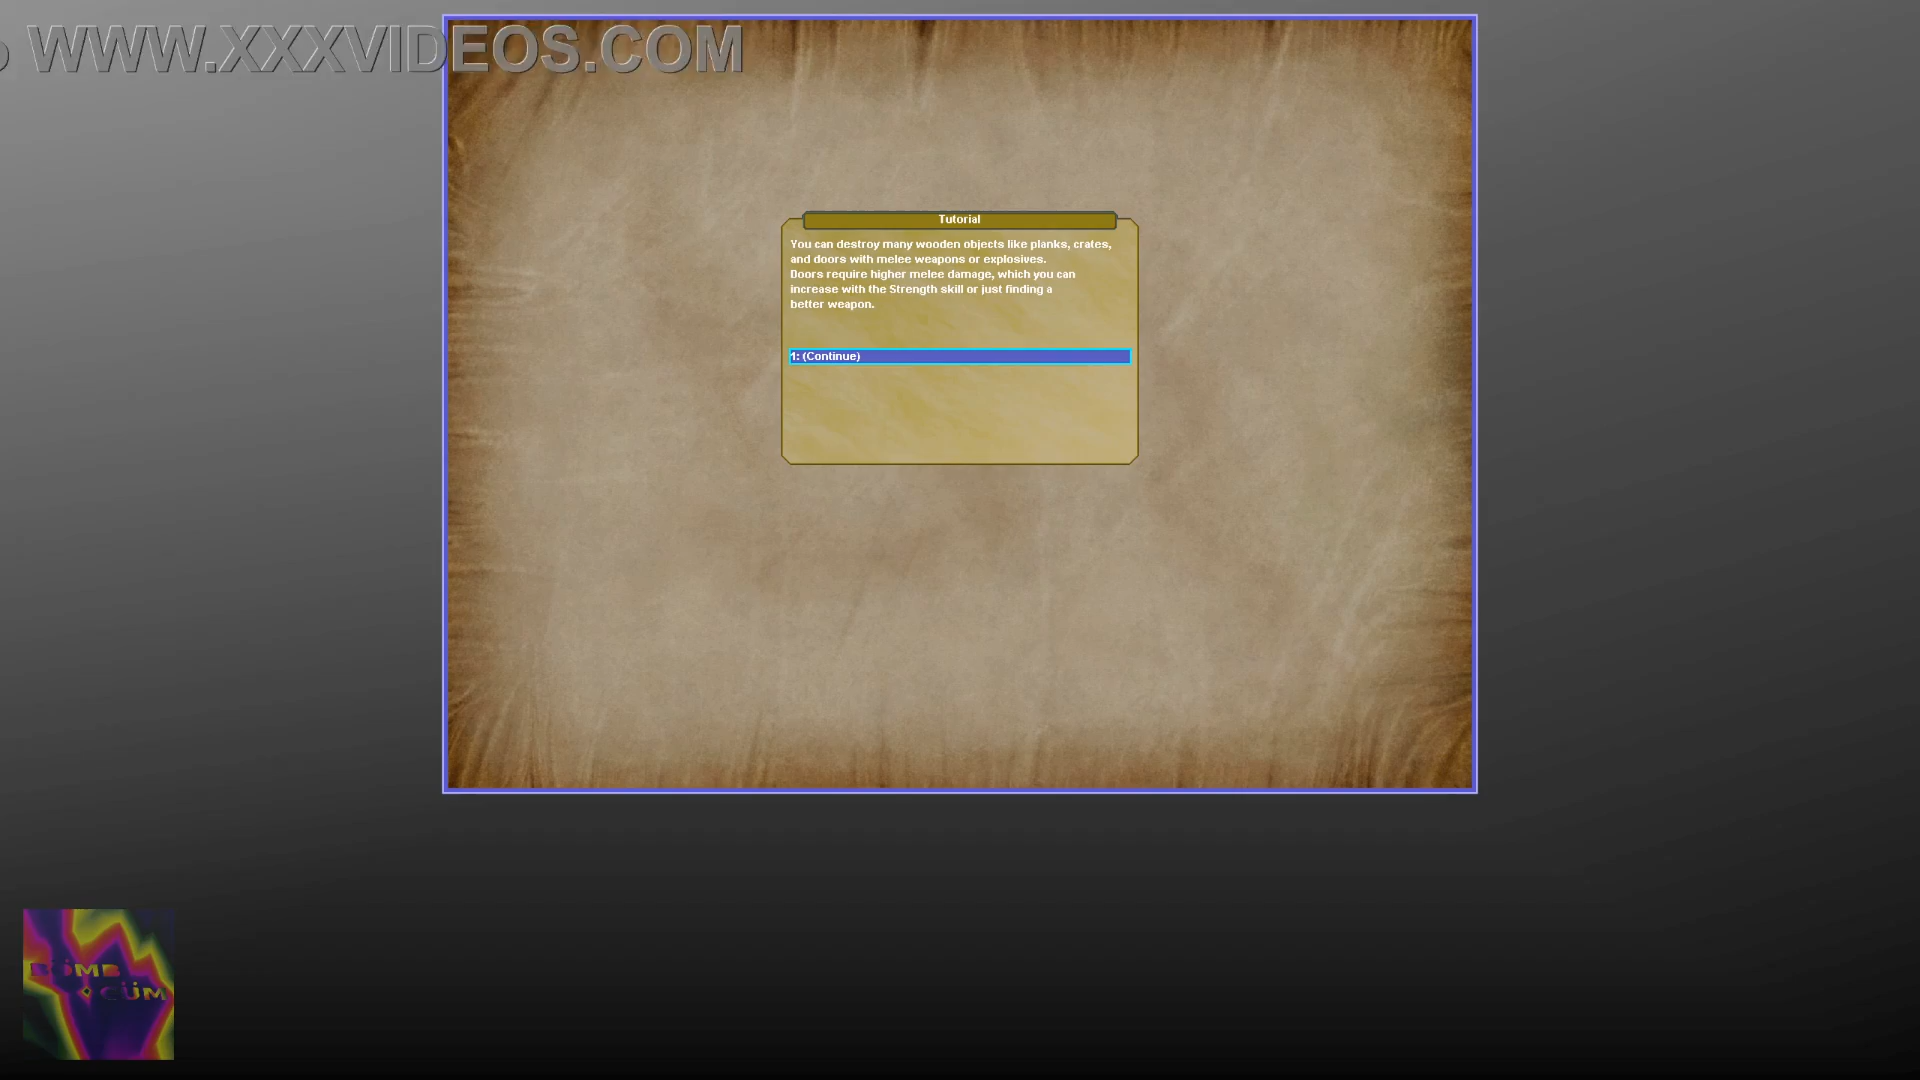 WWW.XXXVIDEOS.COM
Tutorial
You can destroy many wooden objects like planks, crates,
and doors with melee weapons or explosives.
Doors require higher melee damage, which you can
increase with the Strength skill or just finding a
better weapon.
1: (Continue)
BÖMB
CÜM